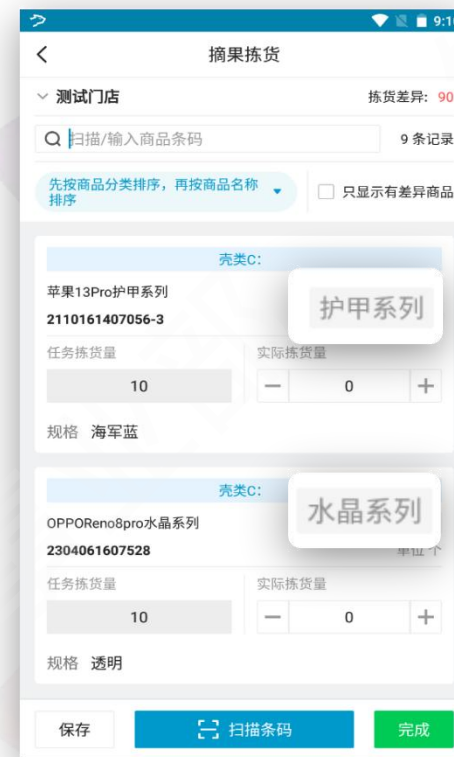 9:10
摘果拣货
测试门店
拣货差异: 90
扫描/输入商品条码
9 条记录
先按商品分类排序，再按商品名称
排序
只显示有差异商品
壳类C:
苹果13Pro护甲系列
护甲系列
2110161407056-3
任务拣货量
实际拣货量
10
0
规格 海军蓝
壳类C:
水晶系列
OPPOReno8pro水晶系列
2304061607528
单位 个
任务拣货量
实际拣货量
10
0
规格 透明
保存
扫描条码
完成